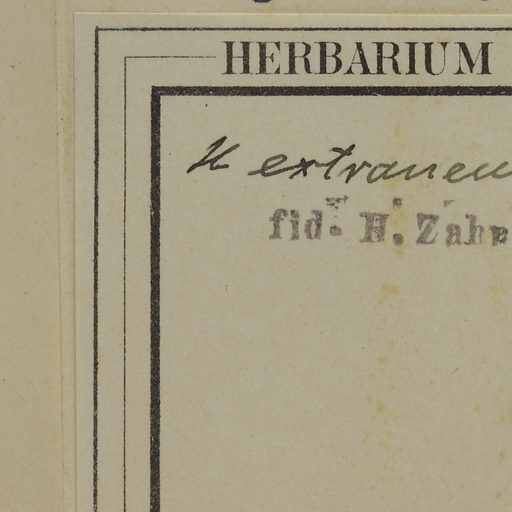 HERBARIUM
H extraneu
fid. H. Zahn